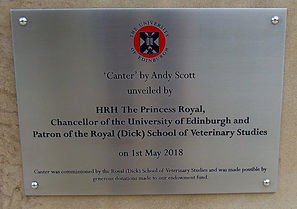 THE UNIVERSITY
OF EDINBURGH
'Canter' by Andy Scott
unveiled by
HRH The Princess Royal,
Chancellor of the University of Edinburgh and
Patron of the Royal (Dick) School of Veterinary Studies
on 1st May 2018
Canter was commissioned by the Royal (Dick) School of Veterinary Studies and was made possible by
generous donations made to our endowment fund.